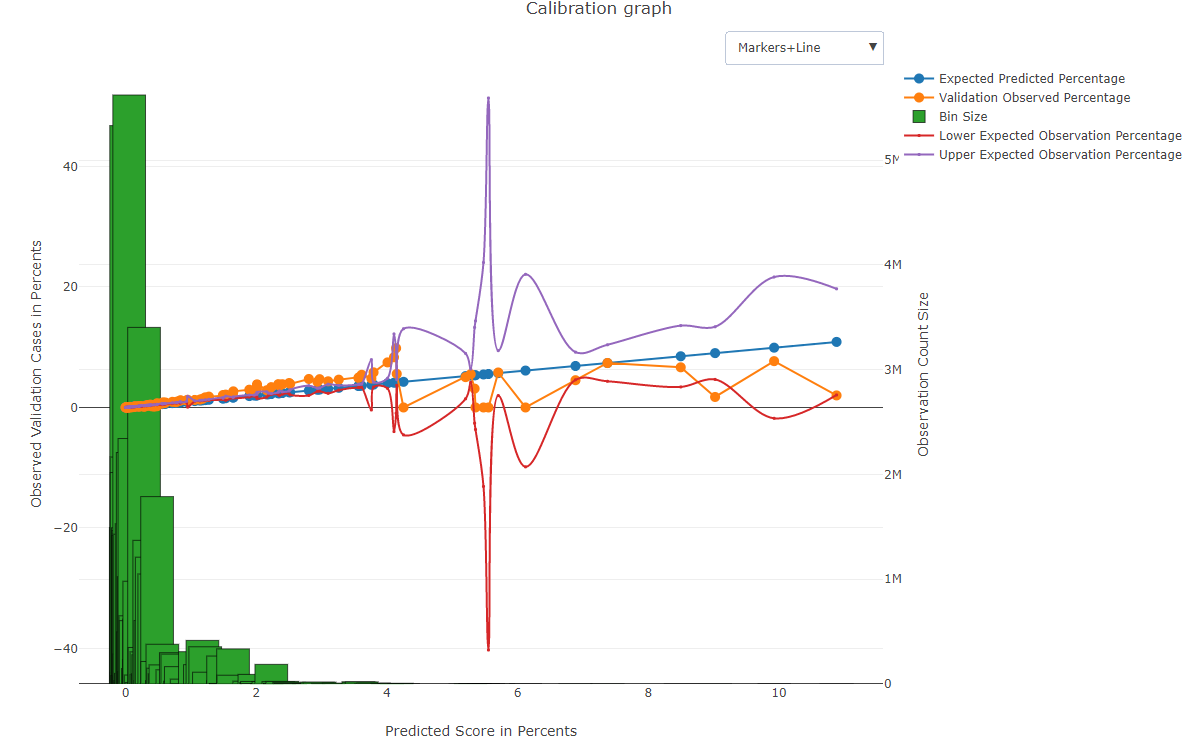 Calibration graph
Markers+Line ▼
Expected Predicted Percentage
Validation Observed Percentage
Bin Size
Lower Expected Observation Percentage
Upper Expected Observation Percentage
Observed Validation Cases in Percents
40
20
0
−20
−40
5M
4M
3M
2M
1M
0
Observation Count Size
0 2 4 6 8 10
Predicted Score in Percents